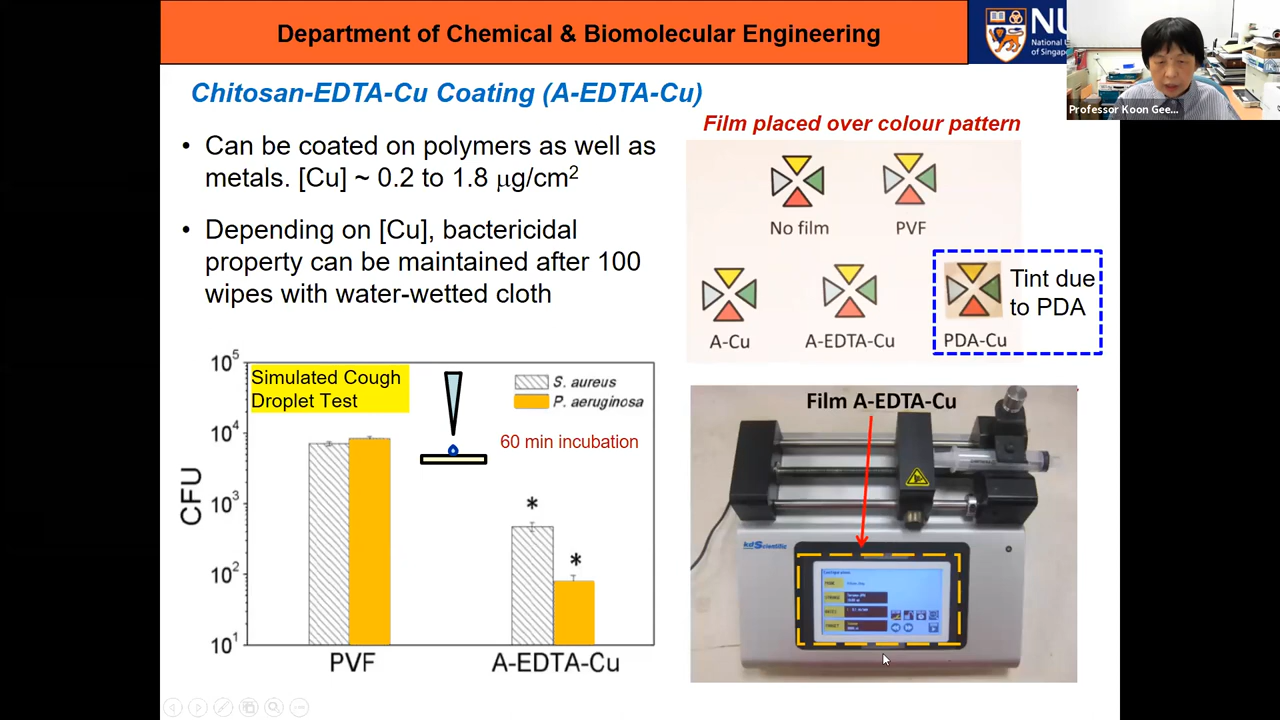 Department of Chemical & Biomolecular Engineering
NU
National U
of Singap
Professor Koon Gee...
Chitosan-EDTA-Cu Coating (A-EDTA-Cu)
• Can be coated on polymers as well as
metals. [Cu] ~ 0.2 to 1.8 μg/cm²
• Depending on [Cu], bactericidal
property can be maintained after 100
wipes with water-wetted cloth
Film placed over colour pattern
No film
PVF
A-Cu
A-EDTA-Cu
PDA-Cu
Tint due
to PDA
Simulated Cough
Droplet Test
S. aureus
P. aeruginosa
60 min incubation
CFU
10⁵
10⁴
10³
10²
10¹
*
*
PVF
A-EDTA-Cu
Film A-EDTA-Cu
kdScientific